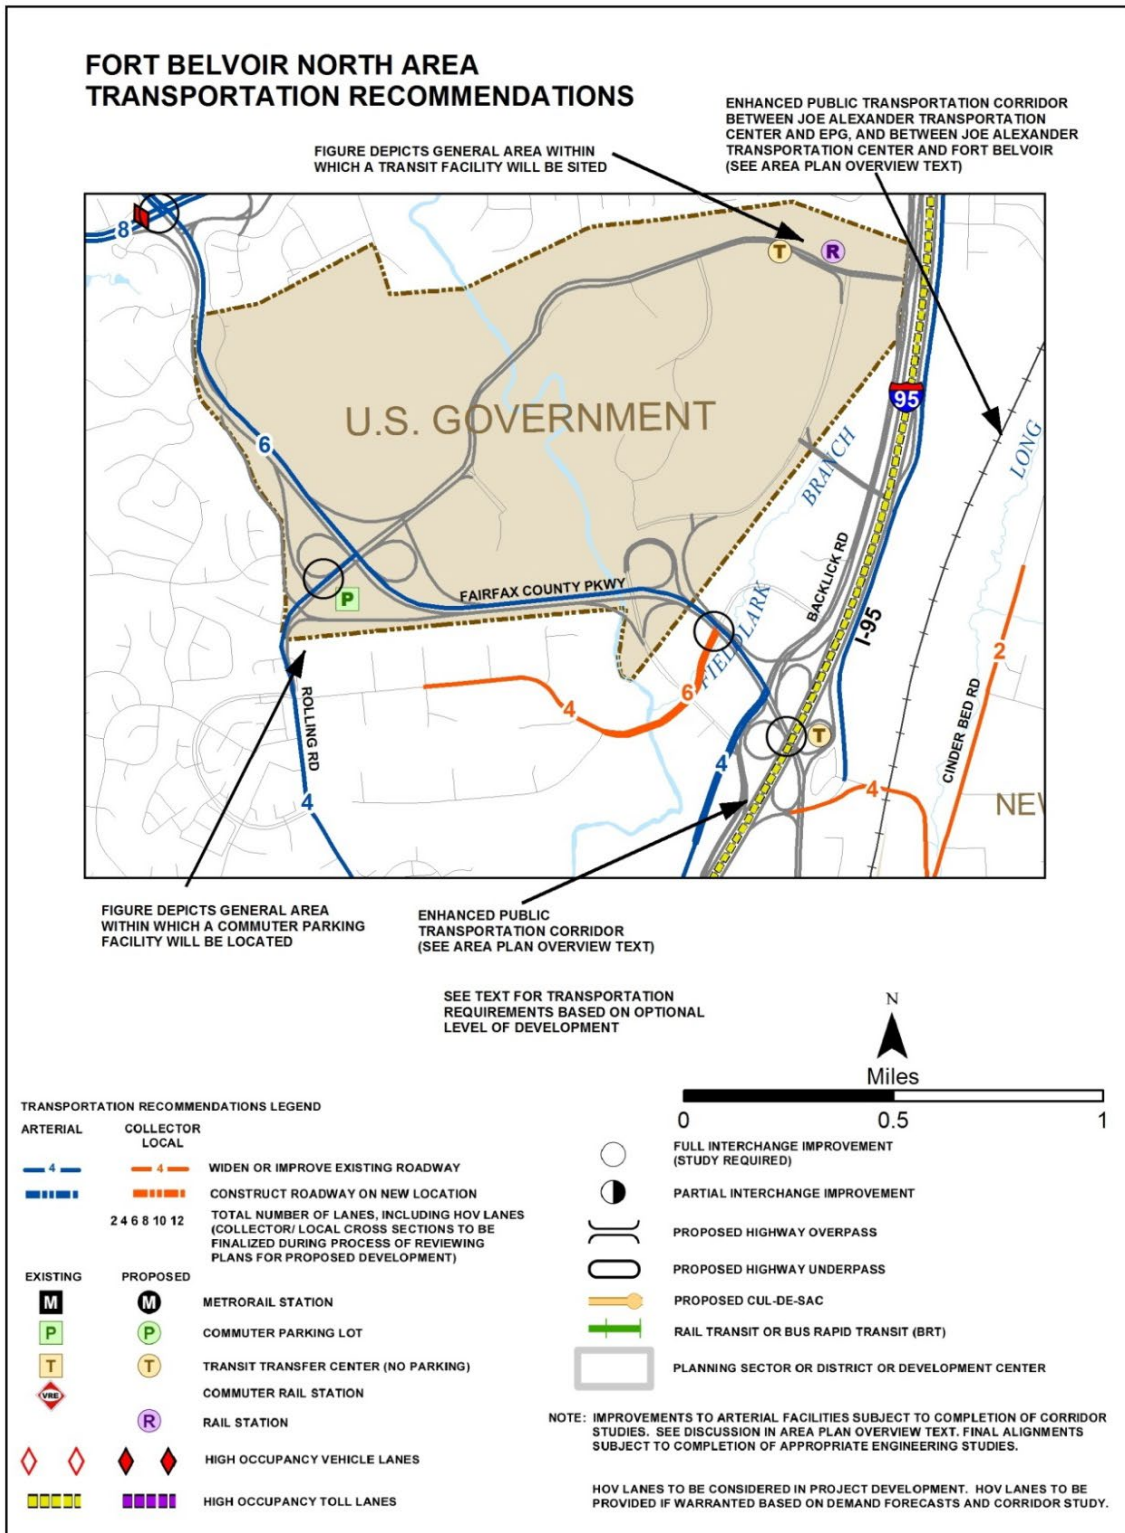 FORT BELVOIR NORTH AREA
TRANSPORTATION RECOMMENDATIONS
ENHANCED PUBLIC TRANSPORTATION CORRIDOR
BETWEEN JOE ALEXANDER TRANSPORTATION
CENTER AND EPG, AND BETWEEN JOE ALEXANDER
TRANSPORTATION CENTER AND FORT BELVOIR
(SEE AREA PLAN OVERVIEW TEXT)
FIGURE DEPICTS GENERAL AREA WITHIN
WHICH A TRANSIT FACILITY WILL BE SITED
8
T
R
95
U.S. GOVERNMENT
6
LONG
BRANCH
BACKLICK RD
I-95
FAIRFAX COUNTY PKWY
P
FIELDLARK
2
6
4
ROLLING RD
T
CINDER BED RD
4
4
4
NEW
FIGURE DEPICTS GENERAL AREA
WITHIN WHICH A COMMUTER PARKING
FACILITY WILL BE LOCATED
ENHANCED PUBLIC
TRANSPORTATION CORRIDOR
(SEE AREA PLAN OVERVIEW TEXT)
SEE TEXT FOR TRANSPORTATION
REQUIREMENTS BASED ON OPTIONAL
LEVEL OF DEVELOPMENT
N
Miles
0 0.5 1
TRANSPORTATION RECOMMENDATIONS LEGEND
ARTERIAL
COLLECTOR
LOCAL
4 4 WIDEN OR IMPROVE EXISTING ROADWAY
CONSTRUCT ROADWAY ON NEW LOCATION
2 4 6 8 10 12 TOTAL NUMBER OF LANES, INCLUDING HOV LANES
(COLLECTOR/ LOCAL CROSS SECTIONS TO BE
FINALIZED DURING PROCESS OF REVIEWING
PLANS FOR PROPOSED DEVELOPMENT)
EXISTING PROPOSED
M M METRORAIL STATION
P P COMMUTER PARKING LOT
T T TRANSIT TRANSFER CENTER (NO PARKING)
VRE COMMUTER RAIL STATION
R RAIL STATION
HIGH OCCUPANCY VEHICLE LANES
HIGH OCCUPANCY TOLL LANES
FULL INTERCHANGE IMPROVEMENT
(STUDY REQUIRED)
PARTIAL INTERCHANGE IMPROVEMENT
PROPOSED HIGHWAY OVERPASS
PROPOSED HIGHWAY UNDERPASS
PROPOSED CUL-DE-SAC
RAIL TRANSIT OR BUS RAPID TRANSIT (BRT)
PLANNING SECTOR OR DISTRICT OR DEVELOPMENT CENTER
NOTE: IMPROVEMENTS TO ARTERIAL FACILITIES SUBJECT TO COMPLETION OF CORRIDOR
STUDIES. SEE DISCUSSION IN AREA PLAN OVERVIEW TEXT. FINAL ALIGNMENTS
SUBJECT TO COMPLETION OF APPROPRIATE ENGINEERING STUDIES.
HOV LANES TO BE CONSIDERED IN PROJECT DEVELOPMENT. HOV LANES TO BE
PROVIDED IF WARRANTED BASED ON DEMAND FORECASTS AND CORRIDOR STUDY.